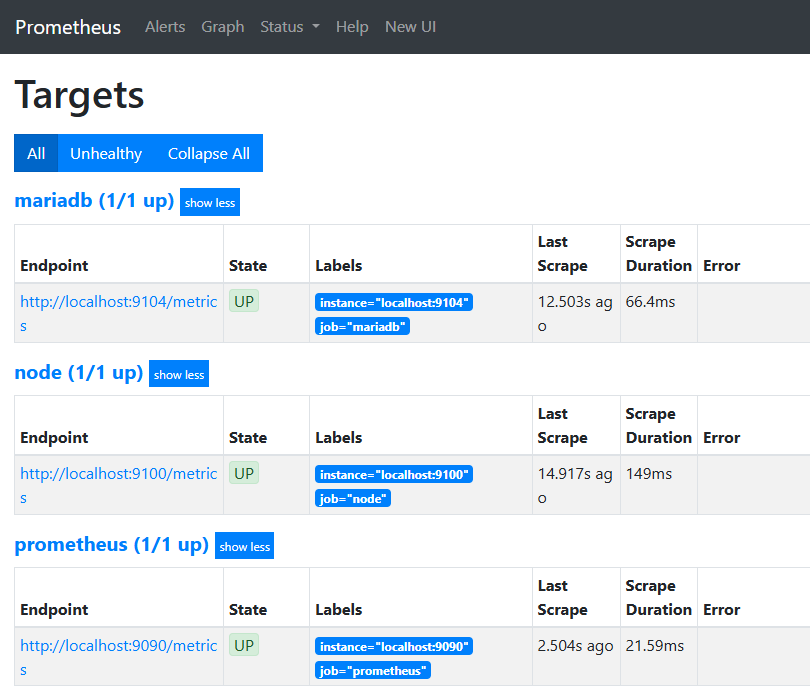 Prometheus Alerts Graph Status Help New UI
Targets
All Unhealthy Collapse All
mariadb (1/1 up) show less
Endpoint State Labels Last Scrape Scrape Duration Error
http://localhost:9104/metrics UP instance="localhost:9104" job="mariadb" 12.503s ago 66.4ms
node (1/1 up) show less
Endpoint State Labels Last Scrape Scrape Duration Error
http://localhost:9100/metrics UP instance="localhost:9100" job="node" 14.917s ago 149ms
prometheus (1/1 up) show less
Endpoint State Labels Last Scrape Scrape Duration Error
http://localhost:9090/metrics UP instance="localhost:9090" job="prometheus" 2.504s ago 21.59ms